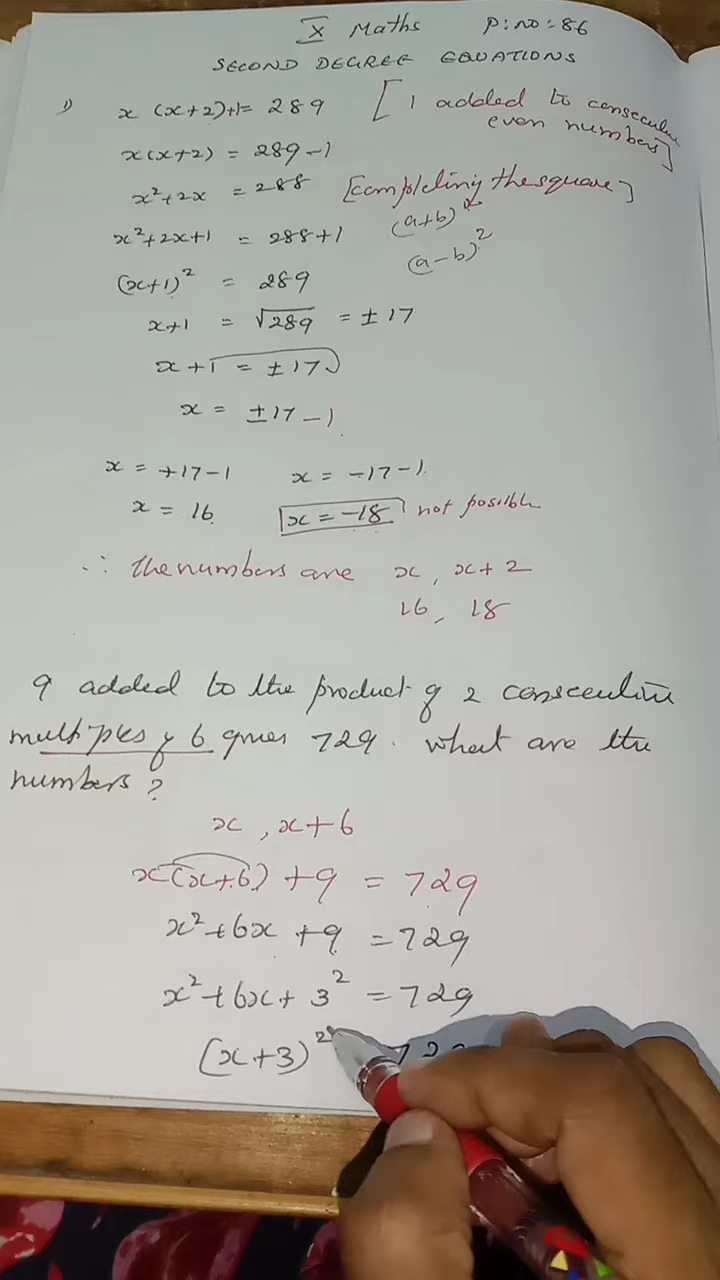 X Maths P: no: 86
SECOND DEGREE EQUATIONS
1) x (x+2)+1 = 289 [1 added to consecutive even numbers]
x(x+2) = 289-1
x²+2x = 288 [completing the square]
x²+2x+1 = 288+1 (a+b)²
(x+1)² = 289 (a-b)²
x+1 = √289 = ±17
x+1 = ±17
x = ±17-1
x = +17-1 x = -17-1
x = 16 x = -18 not possible
∴ the numbers are x, x+2
16, 18
9 added to the product of 2 consecutive
multiples of 6 gives 729. what are the
numbers?
x, x+6
x(x+6) +9 = 729
x²+6x +9 = 729
x²+6x+ 3² = 729
(x+3)² 729